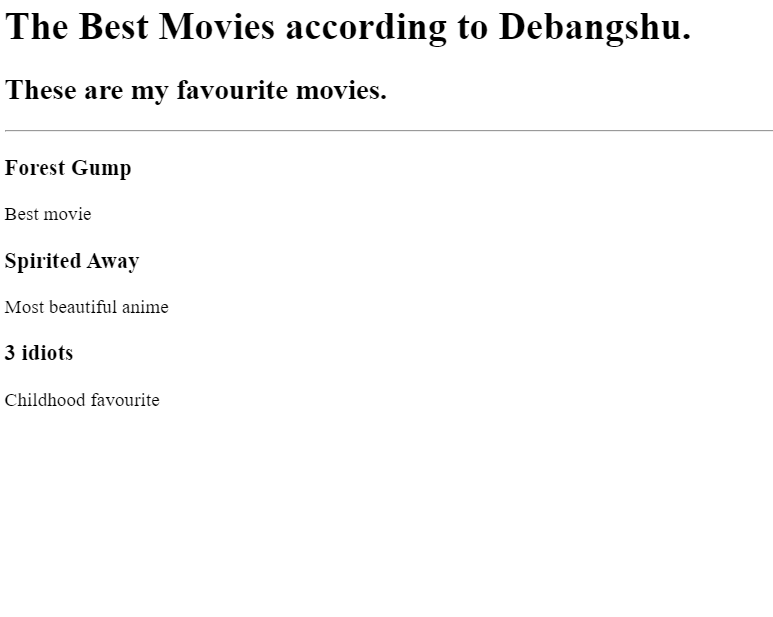 The Best Movies according to Debangshu.
These are my favourite movies.
Forest Gump
Best movie
Spirited Away
Most beautiful anime
3 idiots
Childhood favourite